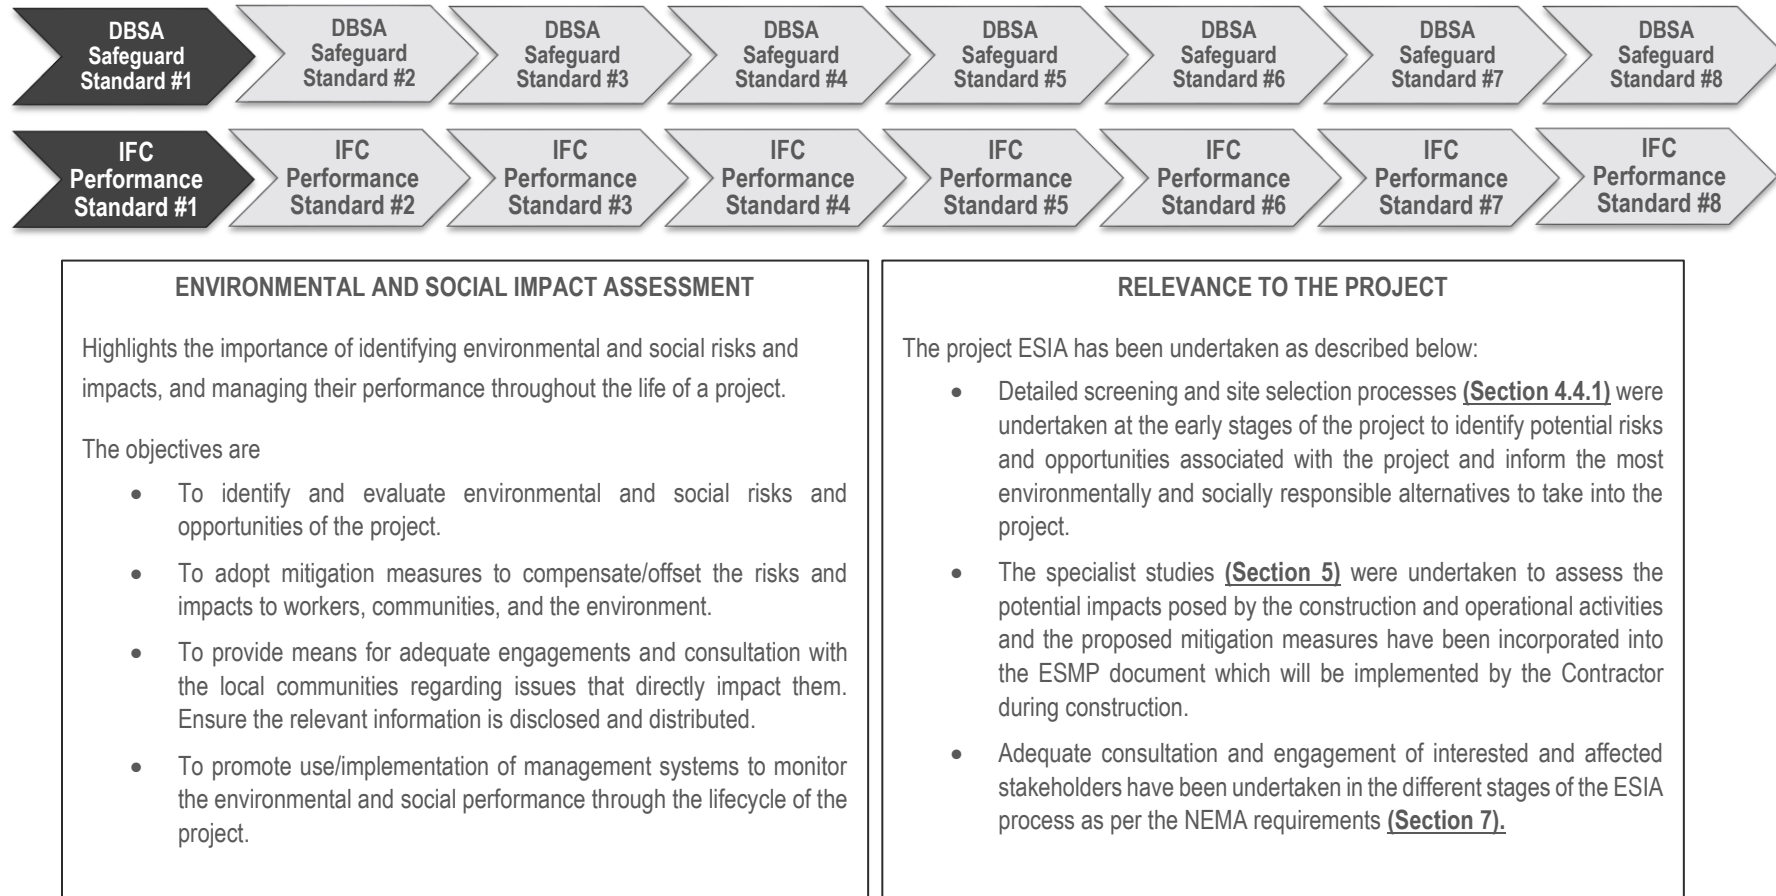 DBSA
Safeguard
Standard #1
DBSA
Safeguard
Standard #2
DBSA
Safeguard
Standard #3
DBSA
Safeguard
Standard #4
DBSA
Safeguard
Standard #5
DBSA
Safeguard
Standard #6
DBSA
Safeguard
Standard #7
DBSA
Safeguard
Standard #8
IFC
Performance
Standard #1
IFC
Performance
Standard #2
IFC
Performance
Standard #3
IFC
Performance
Standard #4
IFC
Performance
Standard #5
IFC
Performance
Standard #6
IFC
Performance
Standard #7
IFC
Performance
Standard #8
ENVIRONMENTAL AND SOCIAL IMPACT ASSESSMENT
Highlights the importance of identifying environmental and social risks and
impacts, and managing their performance throughout the life of a project.
The objectives are
• To identify and evaluate environmental and social risks and
opportunities of the project.
• To adopt mitigation measures to compensate/offset the risks and
impacts to workers, communities, and the environment.
• To provide means for adequate engagements and consultation with
the local communities regarding issues that directly impact them.
Ensure the relevant information is disclosed and distributed.
• To promote use/implementation of management systems to monitor
the environmental and social performance through the lifecycle of the
project.
RELEVANCE TO THE PROJECT
The project ESIA has been undertaken as described below:
• Detailed screening and site selection processes (Section 4.4.1) were
undertaken at the early stages of the project to identify potential risks
and opportunities associated with the project and inform the most
environmentally and socially responsible alternatives to take into the
project.
• The specialist studies (Section 5) were undertaken to assess the
potential impacts posed by the construction and operational activities
and the proposed mitigation measures have been incorporated into
the ESMP document which will be implemented by the Contractor
during construction.
• Adequate consultation and engagement of interested and affected
stakeholders have been undertaken in the different stages of the ESIA
process as per the NEMA requirements (Section 7).